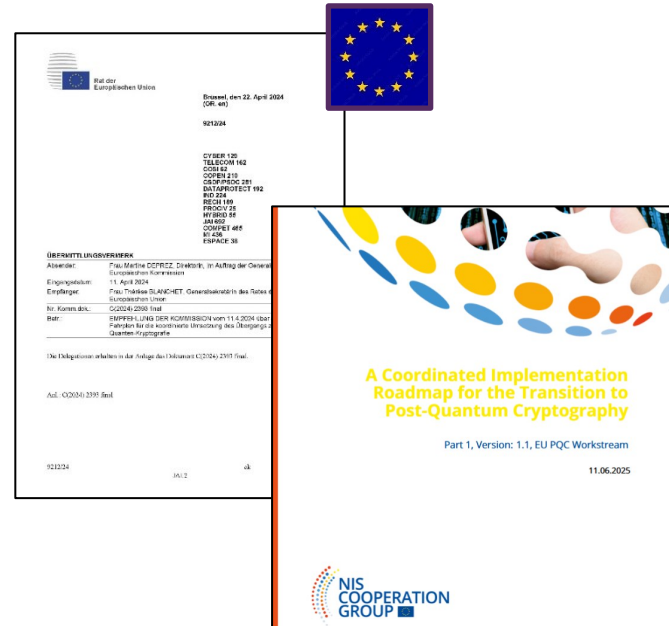 Rat der
Europäischen Union
Brüssel, den 22. April 2024
(OR. en)
9212/24
CYBER 129
TELECOM 162
COSI 62
COPEN 219
CSDP/PSDC 281
DATAPROTECT 192
IND 224
RECH 189
PROCIV 25
HYBRID 55
JAI 692
COMPET 465
MI 436
ESPACE 38
ÜBERMITTLUNGSVERMERK
Absender: Frau Martine DEPREZ, Direktorin, im Auftrag der General
Europäischen Kommission
Eingangsdatum: 11. April 2024
Empfänger: Frau Thérèse BLANCHET, Generalsekretärin des Rates
Europäischen Union
Nr. Komm.dok.: C(2024) 2393 final
Betr.: EMPFEHLUNG DER KOMMISSION vom 11.4.2024 über
Fahrplan für die koordinierte Umsetzung des Übergangs
Quanten-Kryptografie
Die Delegationen erhalten in der Anlage das Dokument C(2024) 2393 final.
Anl.: C(2024) 2393 final
9212/24
JAI.2
A Coordinated Implementation
Roadmap for the Transition to
Post-Quantum Cryptography
Part 1, Version: 1.1, EU PQC Workstream
11.06.2025
NIS
COOPERATION
GROUP